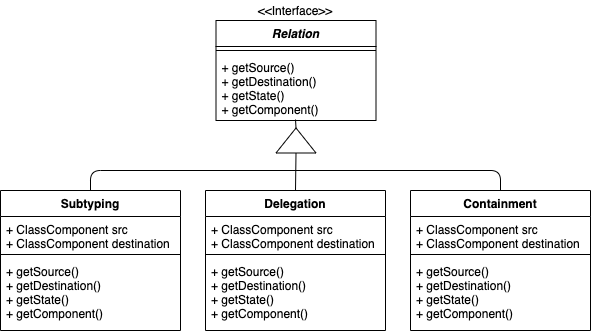 <<Interface>>
Relation
+ getSource()
+ getDestination()
+ getState()
+ getComponent()
Subtyping
+ ClassComponent src
+ ClassComponent destination
+ getSource()
+ getDestination()
+ getState()
+ getComponent()
Delegation
+ ClassComponent src
+ ClassComponent destination
+ getSource()
+ getDestination()
+ getState()
+ getComponent()
Containment
+ ClassComponent src
+ ClassComponent destination
+ getSource()
+ getDestination()
+ getState()
+ getComponent()